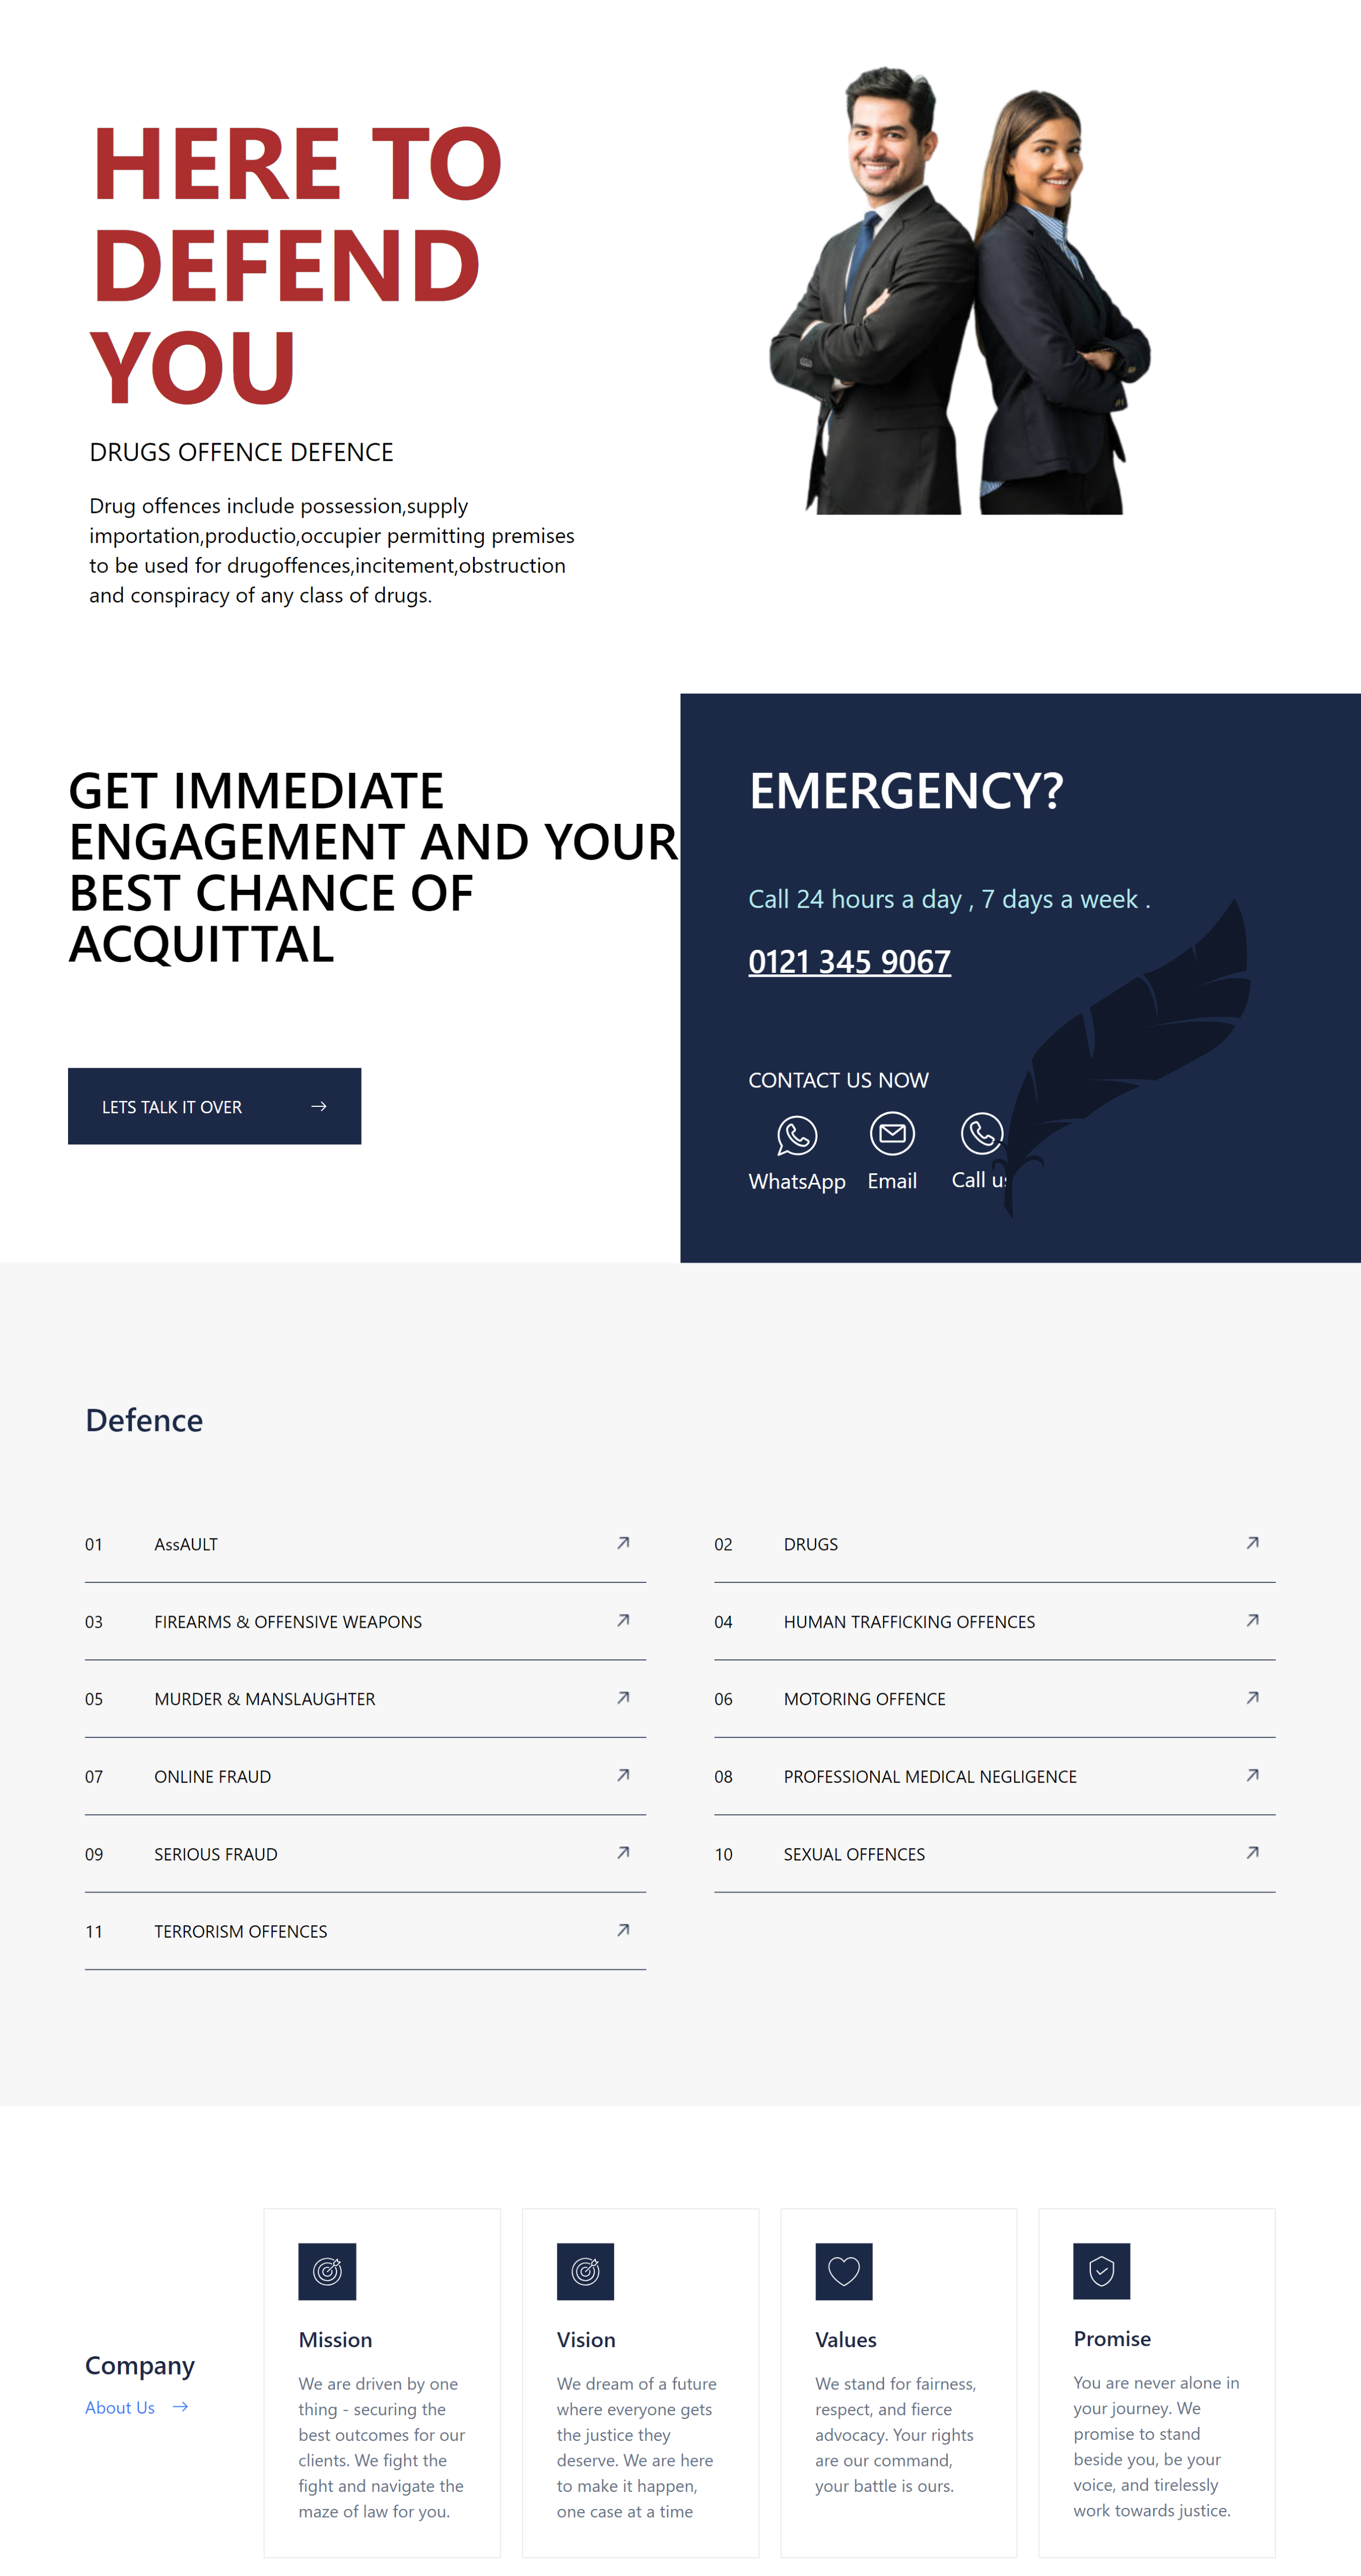 HERE TO
DEFEND
YOU
DRUGS OFFENCE DEFENCE
Drug offences include possession,supply
importation,productio,occupier permitting premises
to be used for drugoffences,incitement,obstruction
and conspiracy of any class of drugs.
GET IMMEDIATE
ENGAGEMENT AND YOUR
BEST CHANCE OF
ACQUITTAL
LETS TALK IT OVER
EMERGENCY?
Call 24 hours a day , 7 days a week .
0121 345 9067
CONTACT US NOW
WhatsApp Email Call us
Defence
01 AssAULT
02 DRUGS
03 FIREARMS & OFFENSIVE WEAPONS
04 HUMAN TRAFFICKING OFFENCES
05 MURDER & MANSLAUGHTER
06 MOTORING OFFENCE
07 ONLINE FRAUD
08 PROFESSIONAL MEDICAL NEGLIGENCE
09 SERIOUS FRAUD
10 SEXUAL OFFENCES
11 TERRORISM OFFENCES
Company
About Us
Mission
We are driven by one
thing - securing the
best outcomes for our
clients. We fight the
fight and navigate the
maze of law for you.
Vision
We dream of a future
where everyone gets
the justice they
deserve. We are here
to make it happen,
one case at a time
Values
We stand for fairness,
respect, and fierce
advocacy. Your rights
are our command,
your battle is ours.
Promise
You are never alone in
your journey. We
promise to stand
beside you, be your
voice, and tirelessly
work towards justice.